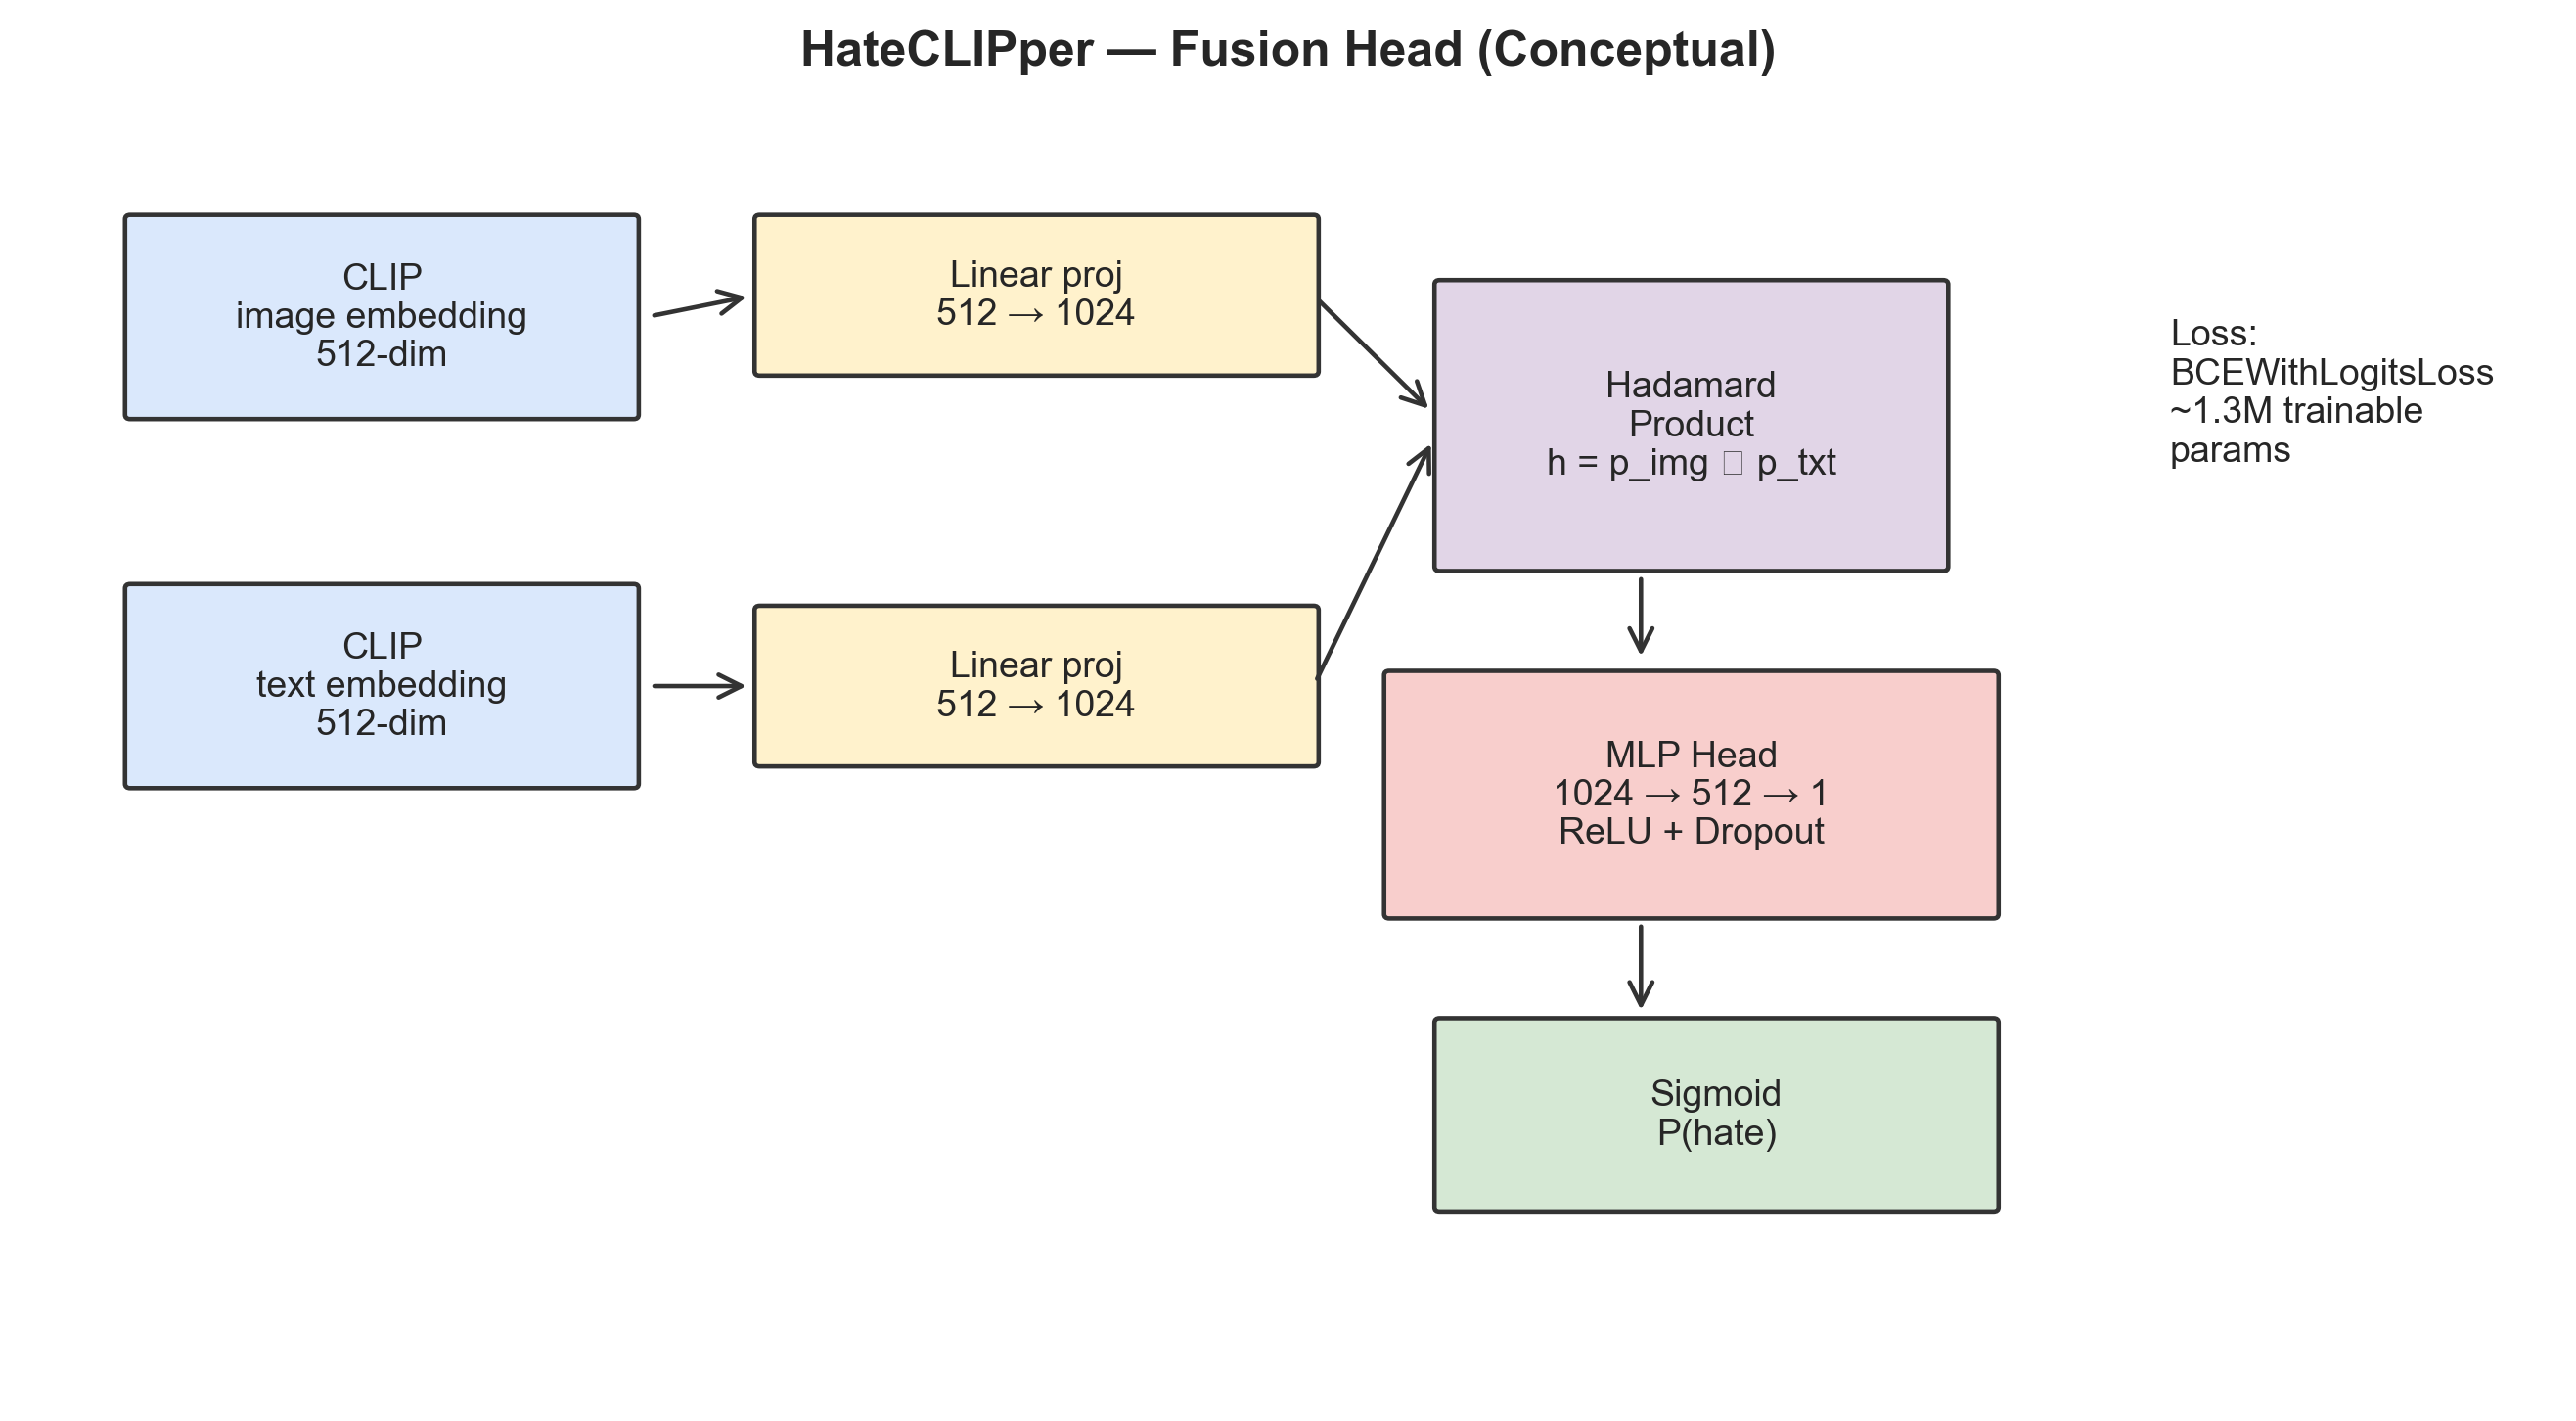 HateCLIPper — Fusion Head (Conceptual)
CLIP
image embedding
512-dim
Linear proj
512 → 1024
Hadamard
Product
h = p_img □ p_txt
Loss:
BCEWithLogitsLoss
~1.3M trainable
params
CLIP
text embedding
512-dim
Linear proj
512 → 1024
MLP Head
1024 → 512 → 1
ReLU + Dropout
Sigmoid
P(hate)